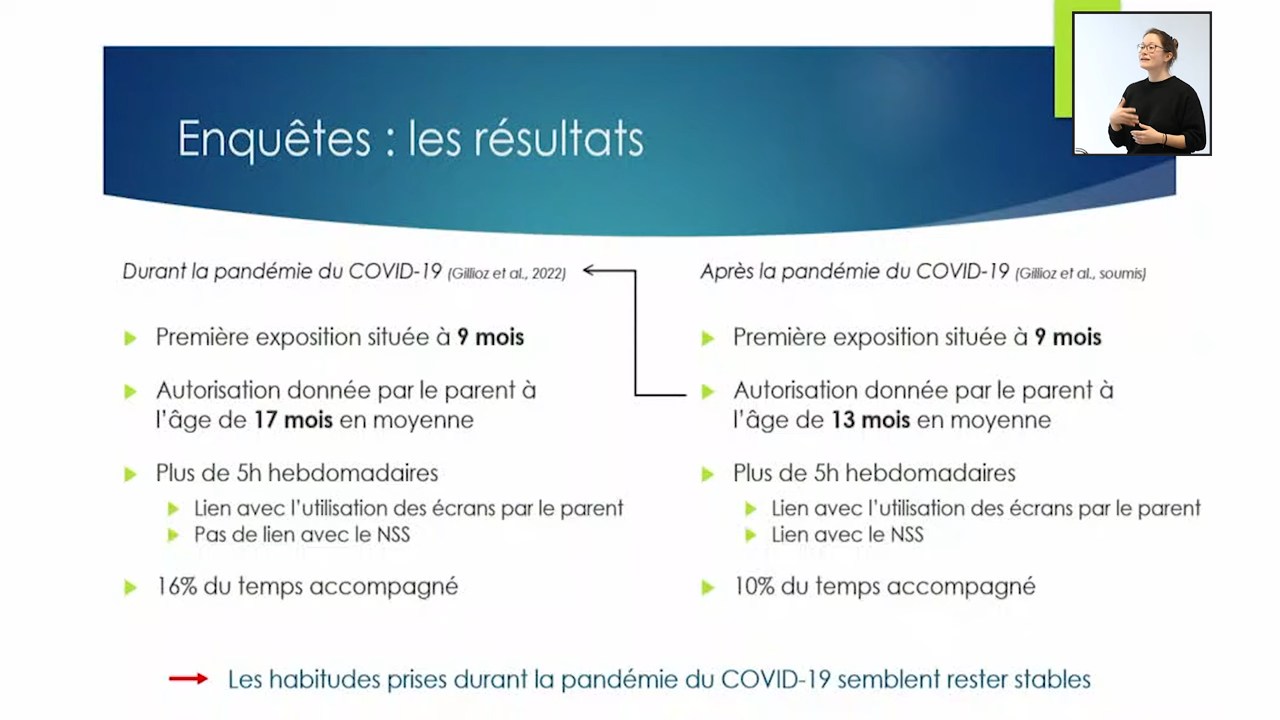 Enquêtes : les résultats
Durant la pandémie du COVID-19 (Gillioz et al., 2022)
Première exposition située à 9 mois
Autorisation donnée par le parent à
l'âge de 17 mois en moyenne
Plus de 5h hebdomadaires
Lien avec l'utilisation des écrans par le parent
Pas de lien avec le NSS
16% du temps accompagné
Après la pandémie du COVID-19 (Gillioz et al., soumis)
Première exposition située à 9 mois
Autorisation donnée par le parent à
l'âge de 13 mois en moyenne
Plus de 5h hebdomadaires
Lien avec l'utilisation des écrans par le parent
Lien avec le NSS
10% du temps accompagné
Les habitudes prises durant la pandémie du COVID-19 semblent rester stables